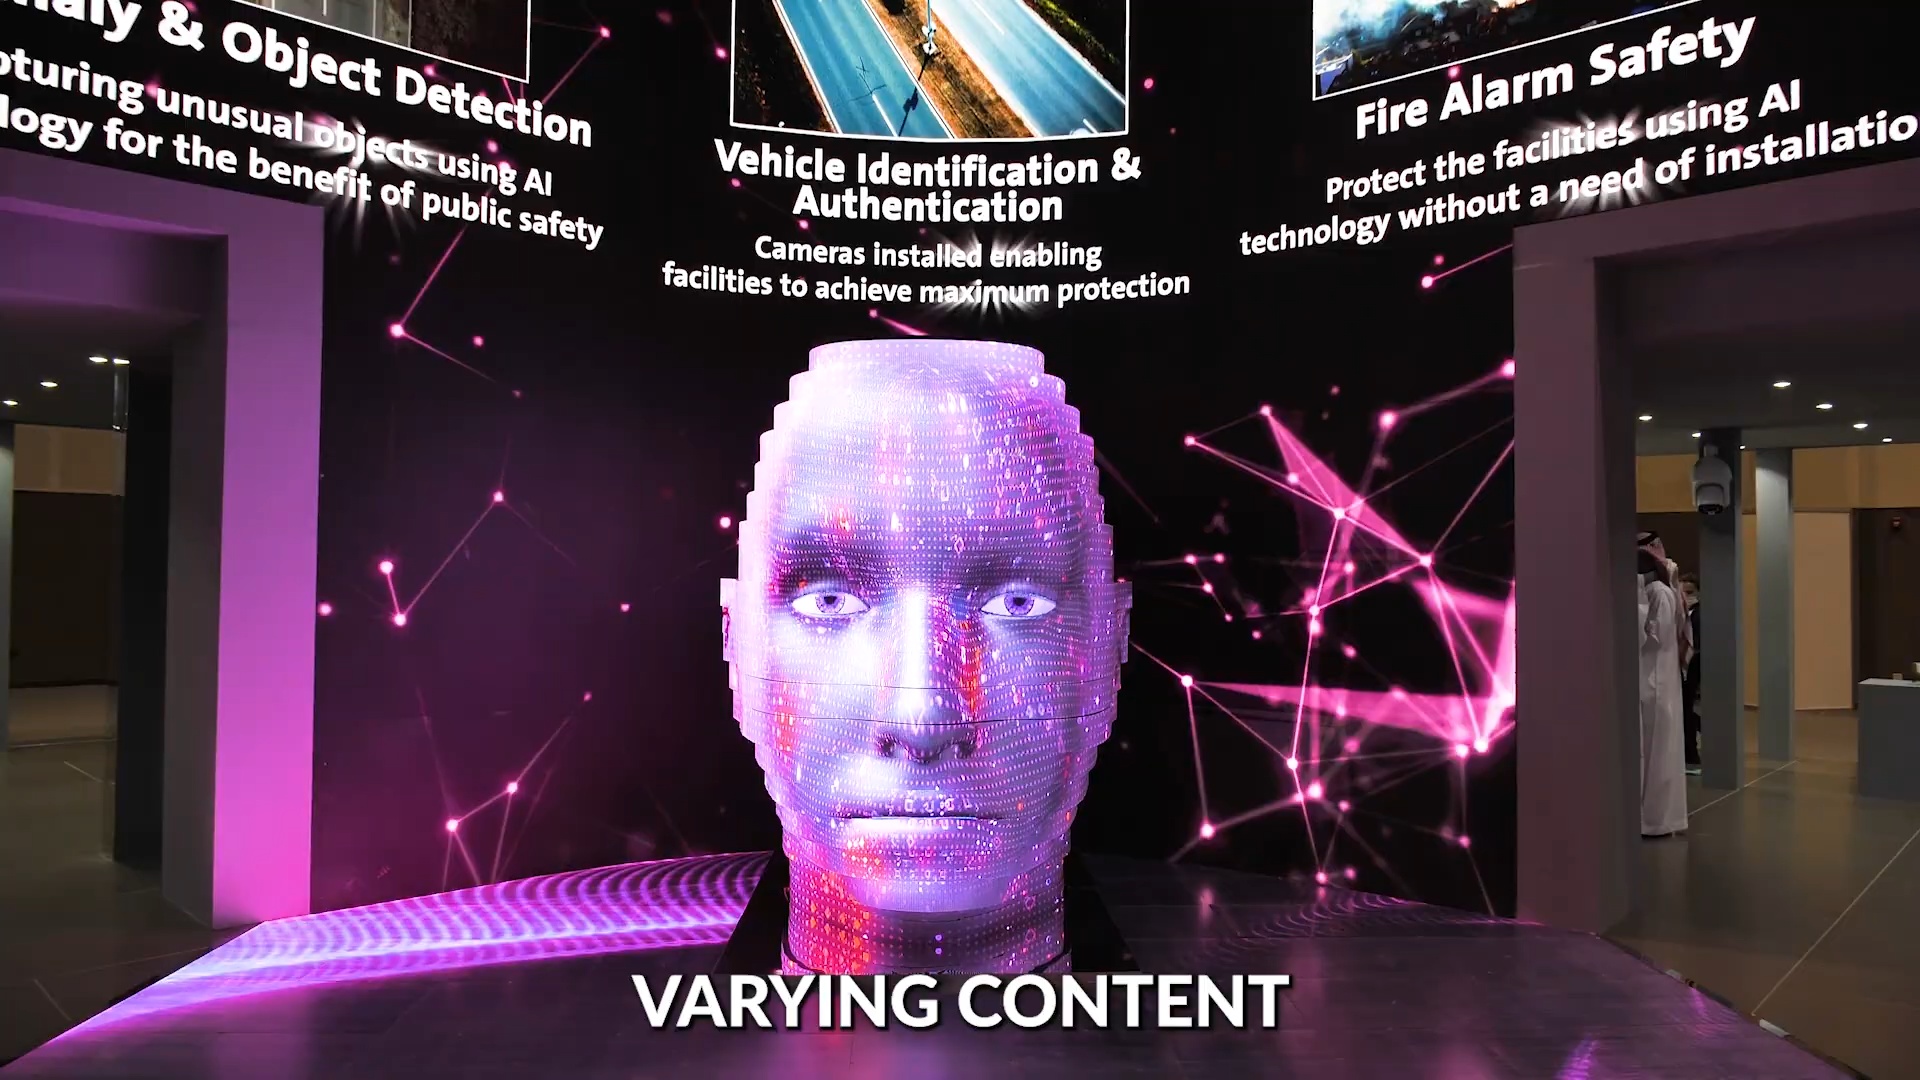 & Object Detection
unusual objects using AI
for the benefit of public safety
Vehicle Identification &
Authentication
Cameras installed enabling
facilities to achieve maximum protection
Fire Alarm Safety
Protect the facilities using AI
technology without a need of
VARYING CONTENT